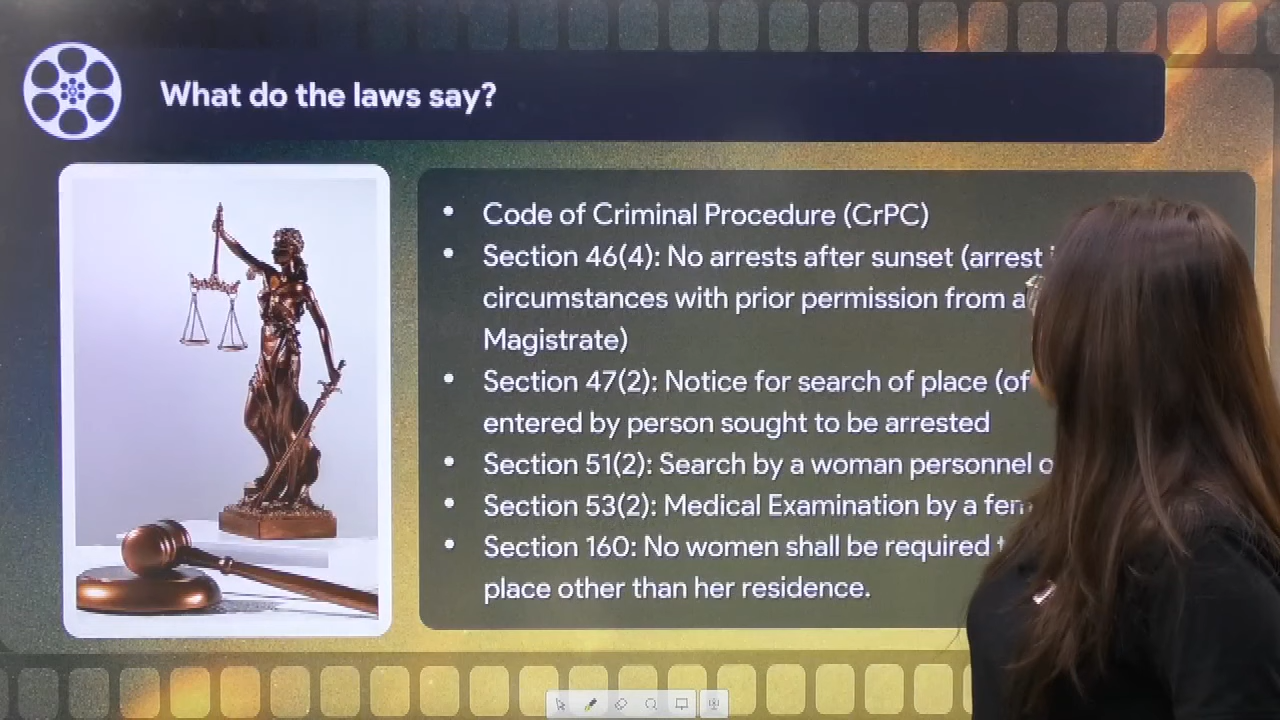 What do the laws say?
• Code of Criminal Procedure (CrPC)
• Section 46(4): No arrests after sunset (arrest
circumstances with prior permission from a
Magistrate)
• Section 47(2): Notice for search of place (of
entered by person sought to be arrested
• Section 51(2): Search by a woman personnel
• Section 53(2): Medical Examination by a
• Section 160: No women shall be required
place other than her residence.